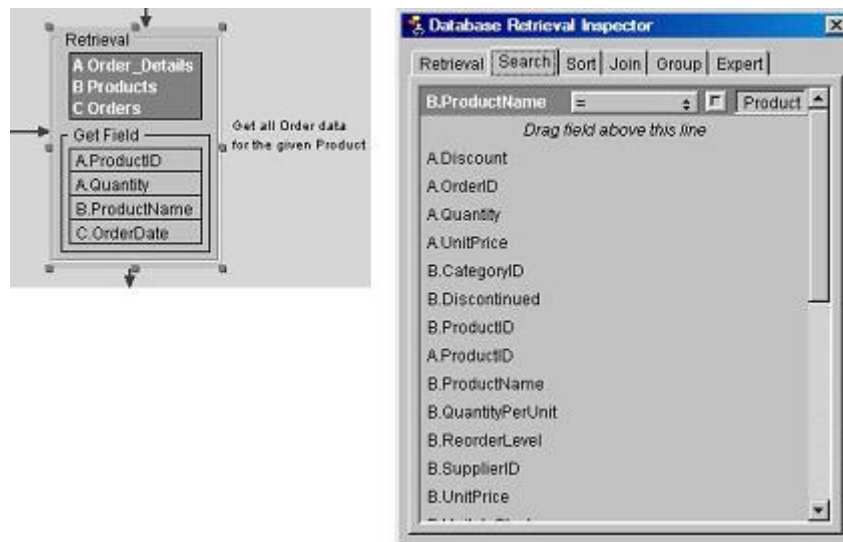 Retrieval
A Order_Details
B Products
C Orders
Get Field
A.ProductID
A.Quantity
B.ProductName
C.OrderDate
Get all Order data
for the given Product
Database Retrieval Inspector
Retrieval Search Sort Join Group Expert
B.ProductName = Product
Drag field above this line
A.Discount
A.OrderID
A.Quantity
A.UnitPrice
B.CategoryID
B.Discontinued
B.ProductID
A.ProductID
B.ProductName
B.QuantityPerUnit
B.ReorderLevel
B.SupplierID
B.UnitPrice